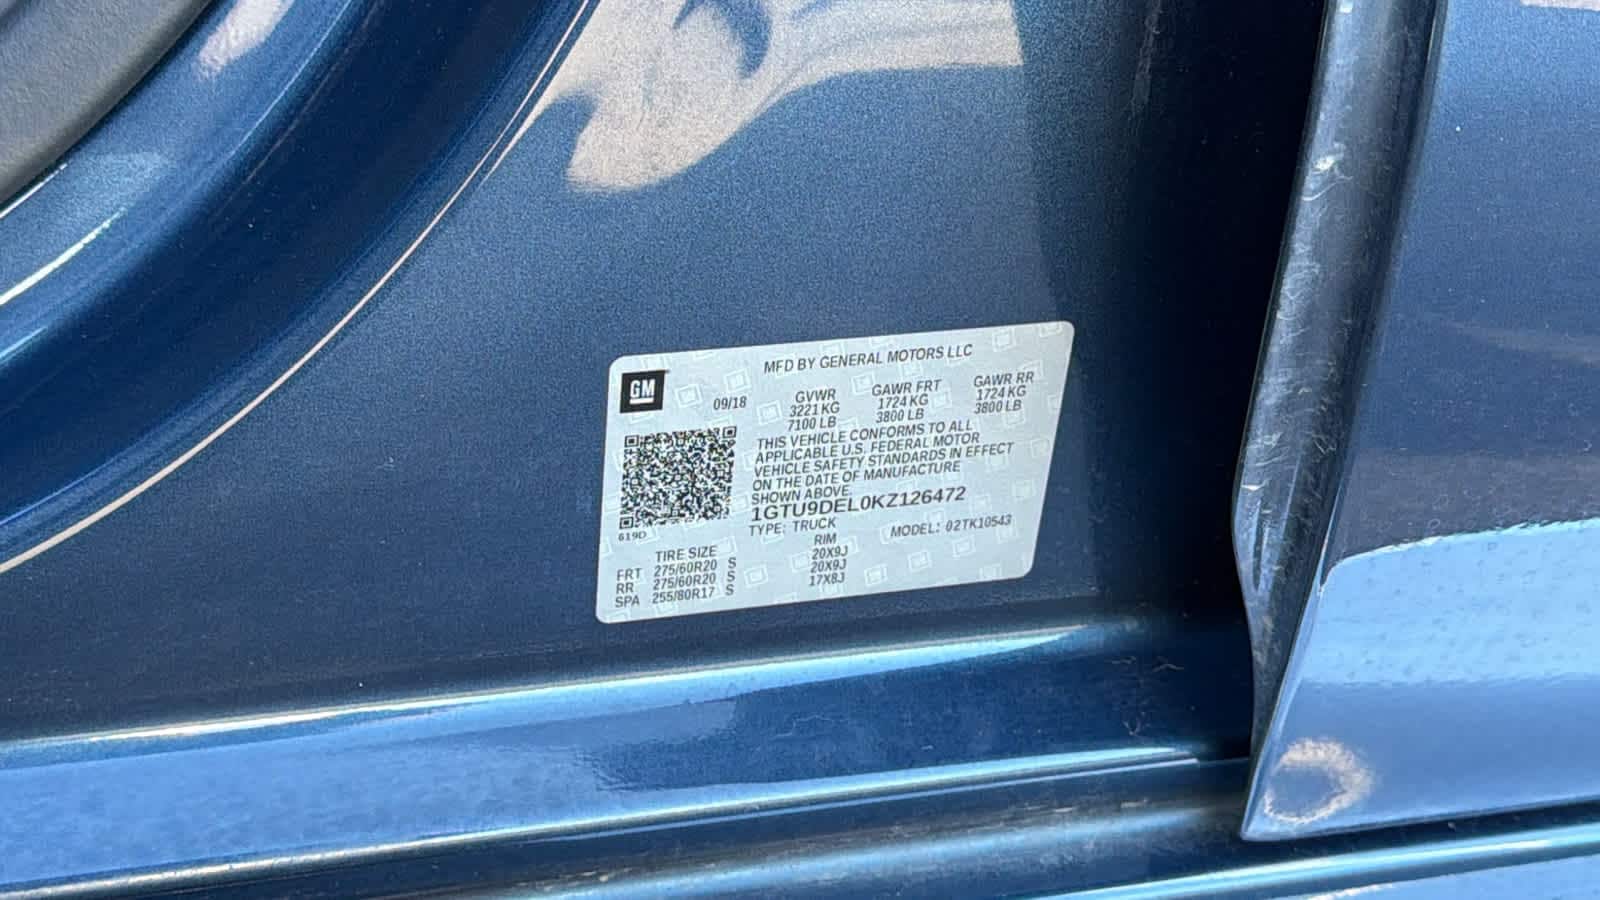 MFD BY GENERAL MOTORS LLC
GM
09/18
GVWR
3221 KG
7100 LB
GAWR FRT
1724 KG
3800 LB
GAWR RR
1724 KG
3800 LB
THIS VEHICLE CONFORMS TO ALL
APPLICABLE U.S. FEDERAL MOTOR
VEHICLE SAFETY STANDARDS IN EFFECT
ON THE DATE OF MANUFACTURE
SHOWN ABOVE.
1GTU9DEL0KZ126472
TYPE: TRUCK MODEL: 02TK10543
619D
TIRE SIZE RIM
FRT 275/60R20 S 20X9J
RR 275/60R20 S 20X9J
SPA 255/80R17 S 17X8J